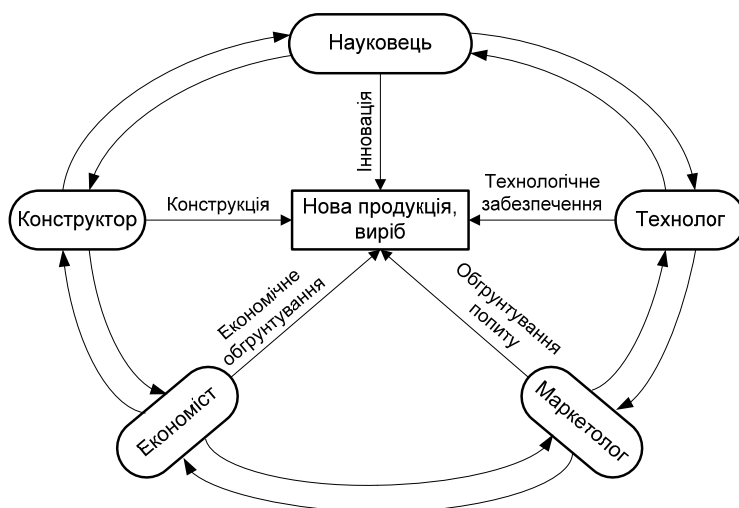 Науковець
Інновація
Конструктор
Конструкція
Нова продукція,
виріб
Технологічне
забезпечення
Технолог
Економічне
обгрунтування
Обгрунтування
попиту
Економіст
Маркетолог